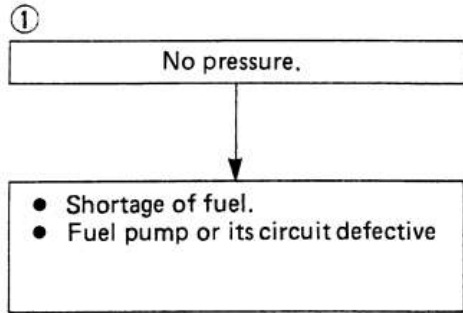 ①
No pressure.
● Shortage of fuel.
● Fuel pump or its circuit defective